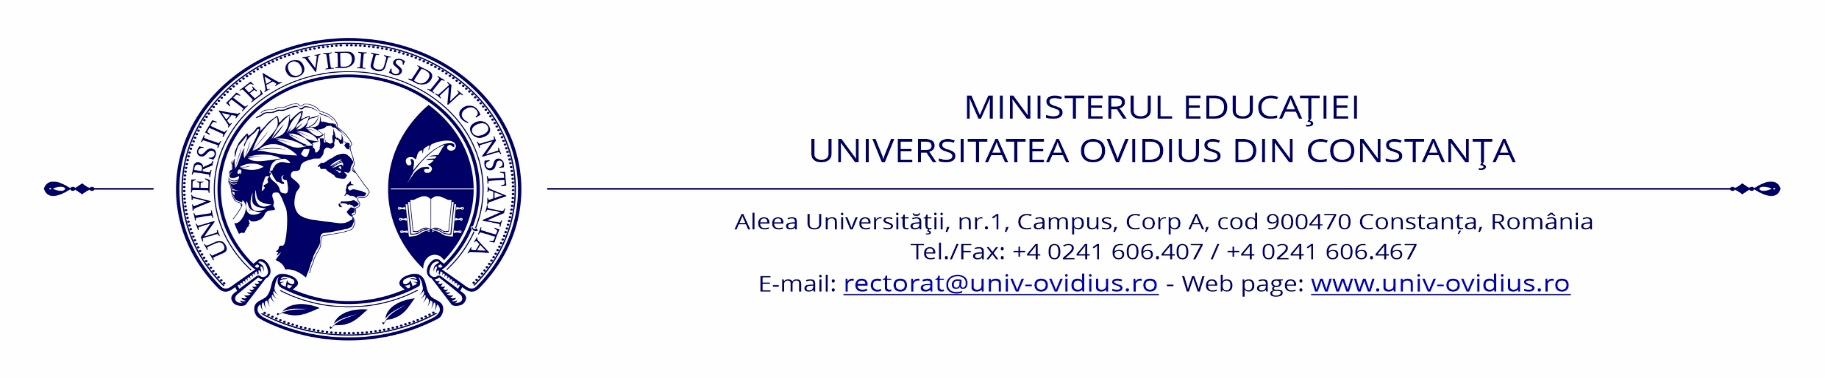 UNIVERSITATEA OVIDIUS DIN CONSTANŢA
MINISTERUL EDUCAŢIEI
UNIVERSITATEA OVIDIUS DIN CONSTANŢA
Aleea Universităţii, nr.1, Campus, Corp A, cod 900470 Constanța, România
Tel./Fax: +4 0241 606.407 / +4 0241 606.467
E-mail: rectorat@univ-ovidius.ro - Web page: www.univ-ovidius.ro